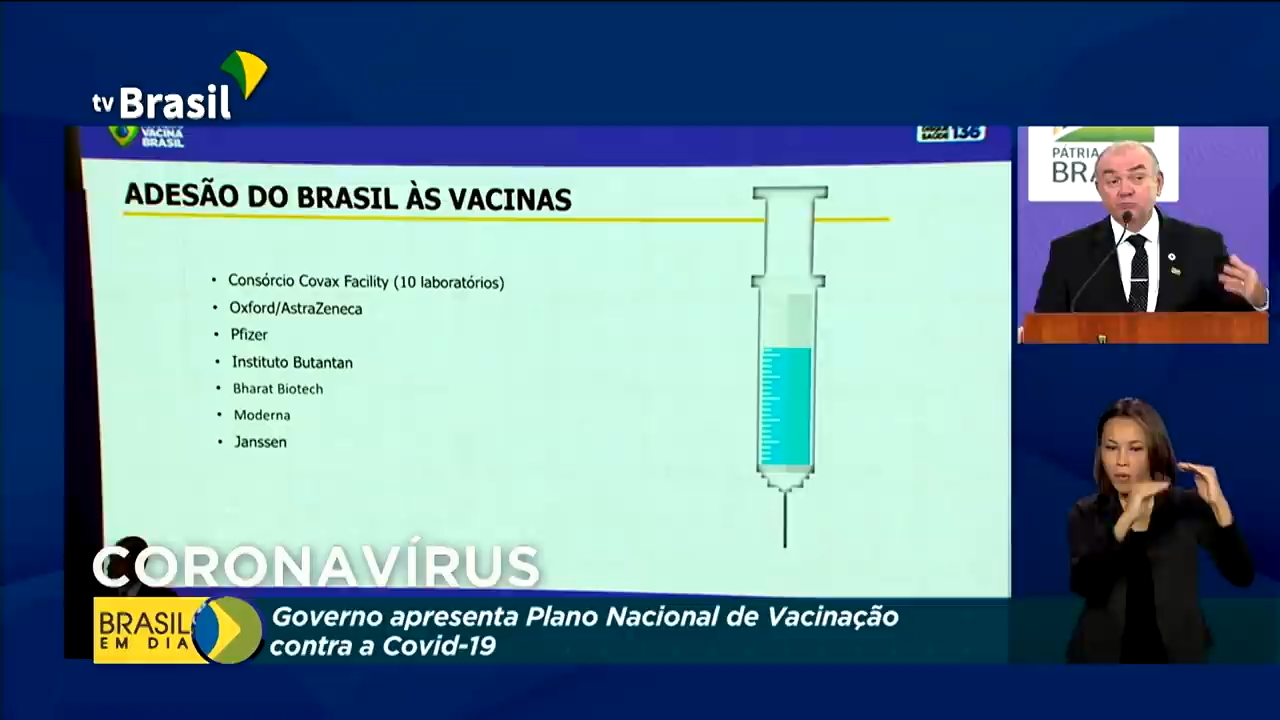 tv Brasil
VACINA
BRASIL
136
ADESÃO DO BRASIL ÀS VACINAS
• Consórcio Covax Facility (10 laboratórios)
• Oxford/AstraZeneca
• Pfizer
• Instituto Butantan
• Bharat Biotech
• Moderna
• Janssen
PÁTRIA
BRA
CORONAVÍRUS
BRASIL
EM DIA
Governo apresenta Plano Nacional de Vacinação
contra a Covid-19